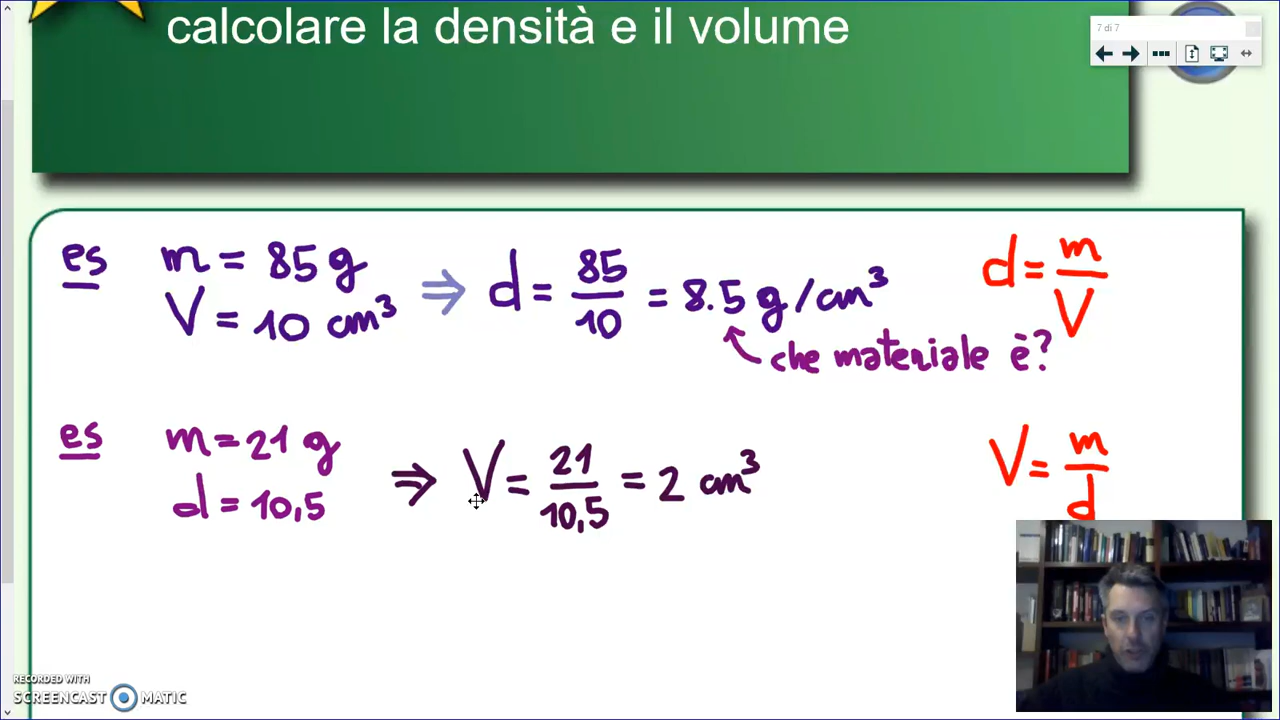 calcolare la densità e il volume
7 di 7
es m = 85 g ⇒ d = 85/10 = 8.5 g/cm³ d = m/V
V = 10 cm³
che materiale è?
es m = 21 g ⇒ V = 21/10,5 = 2 cm³ V = m/d
d = 10,5
RECORDED WITH
SCREENCAST MATIC